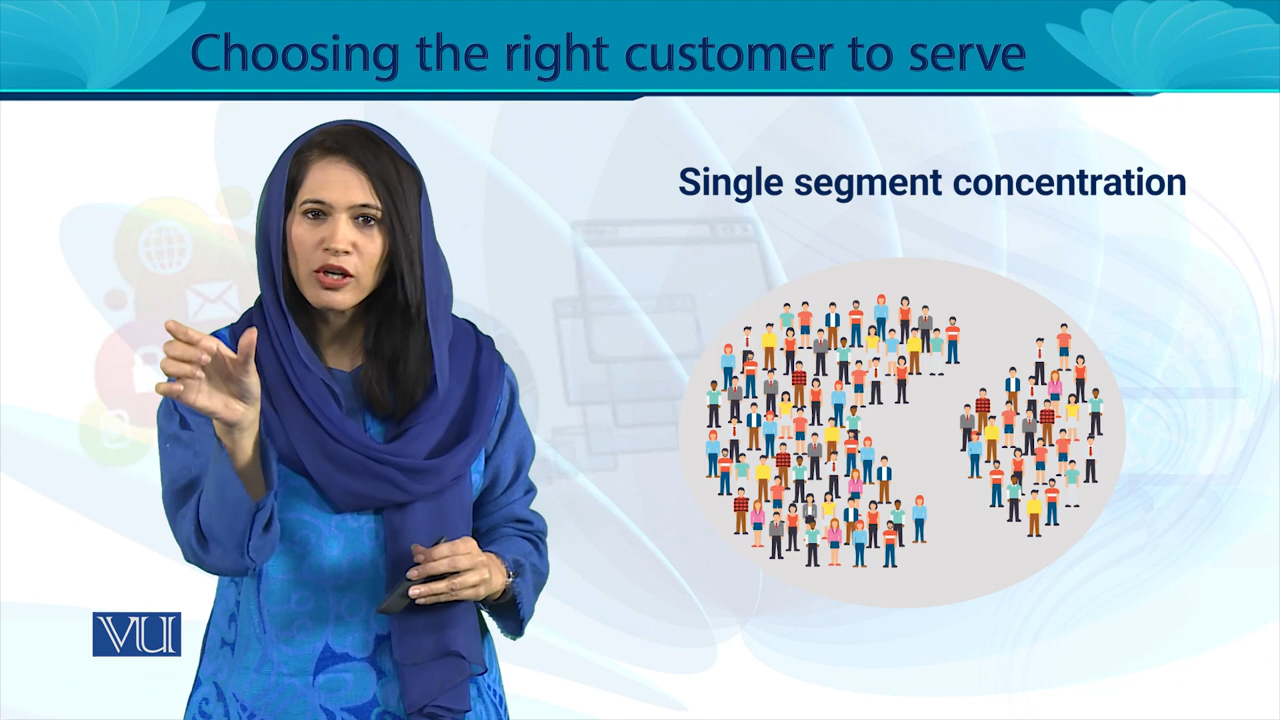 Choosing the right customer to serve
Single segment concentration
VU